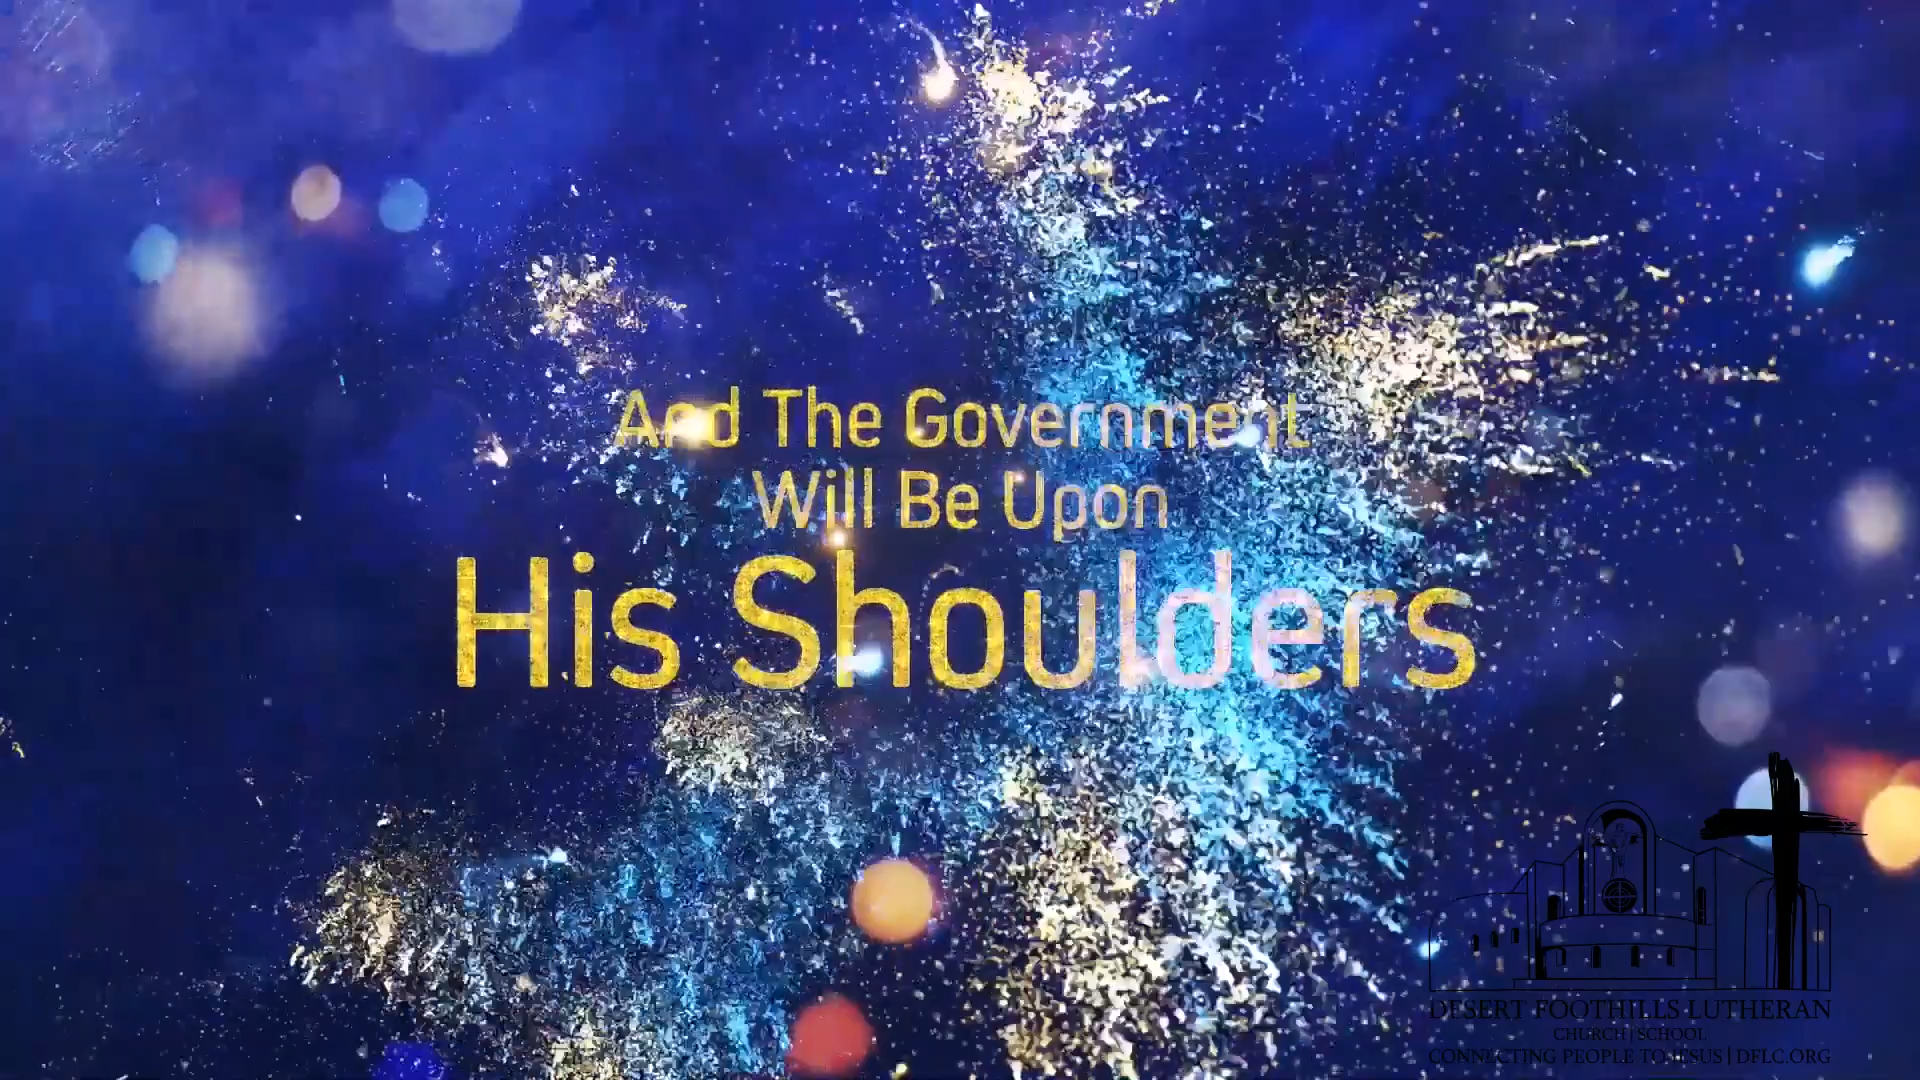 And The Government
Will Be Upon
His Shoulders
DESERT FOOTHILLS LUTHERAN
CHURCH | SCHOOL
CONNECTING PEOPLE TO JESUS | DFLC.ORG